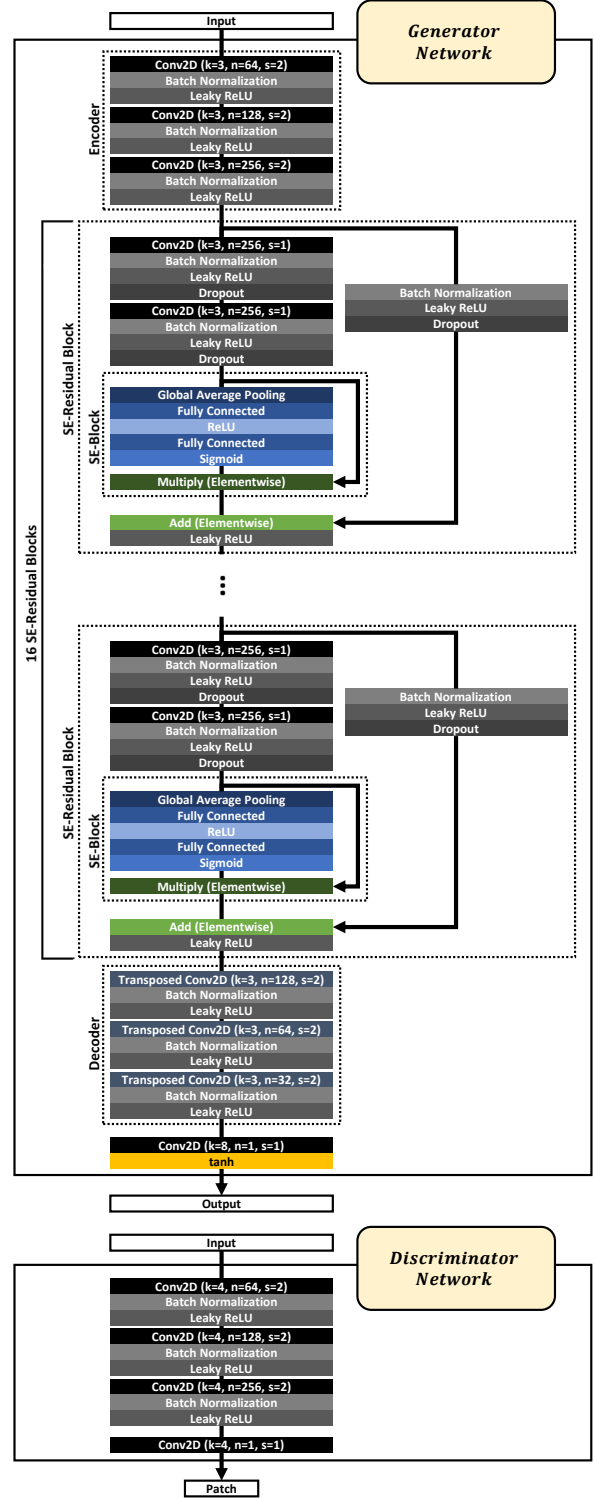 Input
Generator
Network
Encoder
Conv2D (k=3, n=64, s=2)
Batch Normalization
Leaky ReLU
Conv2D (k=3, n=128, s=2)
Batch Normalization
Leaky ReLU
Conv2D (k=3, n=256, s=2)
Batch Normalization
Leaky ReLU
16 SE-Residual Blocks
SE-Residual Block
Conv2D (k=3, n=256, s=1)
Batch Normalization
Leaky ReLU
Dropout
Conv2D (k=3, n=256, s=1)
Batch Normalization
Leaky ReLU
Dropout
Batch Normalization
Leaky ReLU
Dropout
SE-Block
Global Average Pooling
Fully Connected
ReLU
Fully Connected
Sigmoid
Multiply (Elementwise)
Add (Elementwise)
Leaky ReLU
...
SE-Residual Block
Conv2D (k=3, n=256, s=1)
Batch Normalization
Leaky ReLU
Dropout
Conv2D (k=3, n=256, s=1)
Batch Normalization
Leaky ReLU
Dropout
Batch Normalization
Leaky ReLU
Dropout
SE-Block
Global Average Pooling
Fully Connected
ReLU
Fully Connected
Sigmoid
Multiply (Elementwise)
Add (Elementwise)
Leaky ReLU
Decoder
Transposed Conv2D (k=3, n=128, s=2)
Batch Normalization
Leaky ReLU
Transposed Conv2D (k=3, n=64, s=2)
Batch Normalization
Leaky ReLU
Transposed Conv2D (k=3, n=32, s=2)
Batch Normalization
Leaky ReLU
Conv2D (k=8, n=1, s=1)
tanh
Output
Input
Discriminator
Network
Conv2D (k=4, n=64, s=2)
Batch Normalization
Leaky ReLU
Conv2D (k=4, n=128, s=2)
Batch Normalization
Leaky ReLU
Conv2D (k=4, n=256, s=2)
Batch Normalization
Leaky ReLU
Conv2D (k=4, n=1, s=1)
Patch